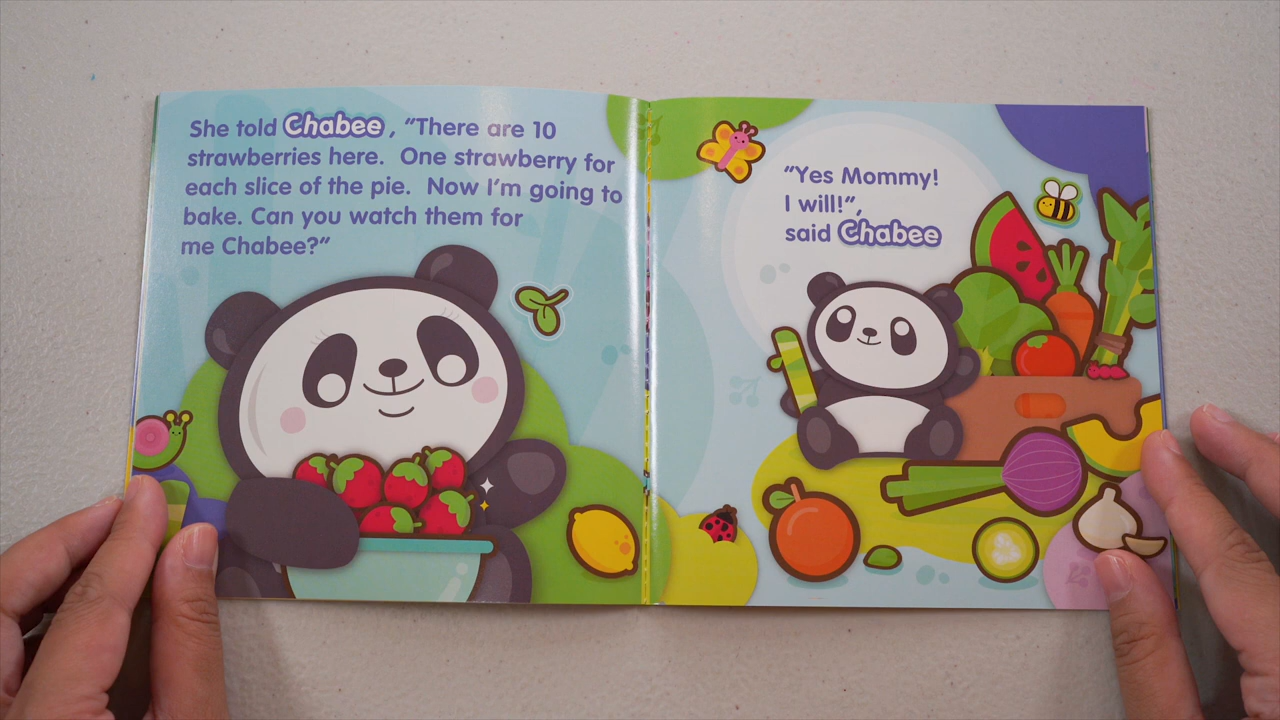 She told Chabee, "There are 10
strawberries here. One strawberry for
each slice of the pie. Now I'm going to
bake. Can you watch them for
me Chabee?"
"Yes Mommy!
I will!",
said Chabee